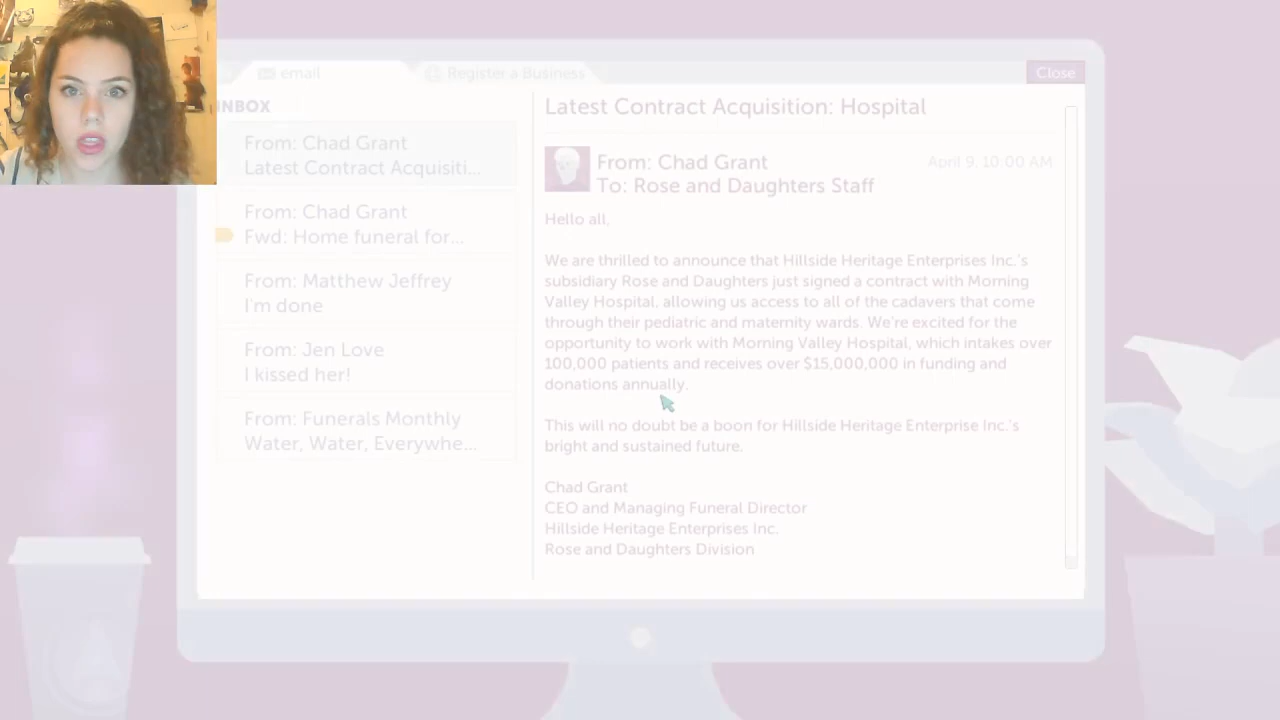 email
Register a Business
Close
INBOX
From: Chad Grant
Latest Contract Acquisiti...
From: Chad Grant
Fwd: Home funeral for...
From: Matthew Jeffrey
I'm done
From: Jen Love
I kissed her!
From: Funerals Monthly
Water, Water, Everywhe...
Latest Contract Acquisition: Hospital
From: Chad Grant
April 9, 10:00 AM
To: Rose and Daughters Staff
Hello all,
We are thrilled to announce that Hillside Heritage Enterprises Inc.'s
subsidiary Rose and Daughters just signed a contract with Morning
Valley Hospital, allowing us access to all of the cadavers that come
through their pediatric and maternity wards. We're excited for the
opportunity to work with Morning Valley Hospital, which intakes over
100,000 patients and receives over $15,000,000 in funding and
donations annually.
This will no doubt be a boon for Hillside Heritage Enterprise Inc.'s
bright and sustained future.
Chad Grant
CEO and Managing Funeral Director
Hillside Heritage Enterprises Inc.
Rose and Daughters Division